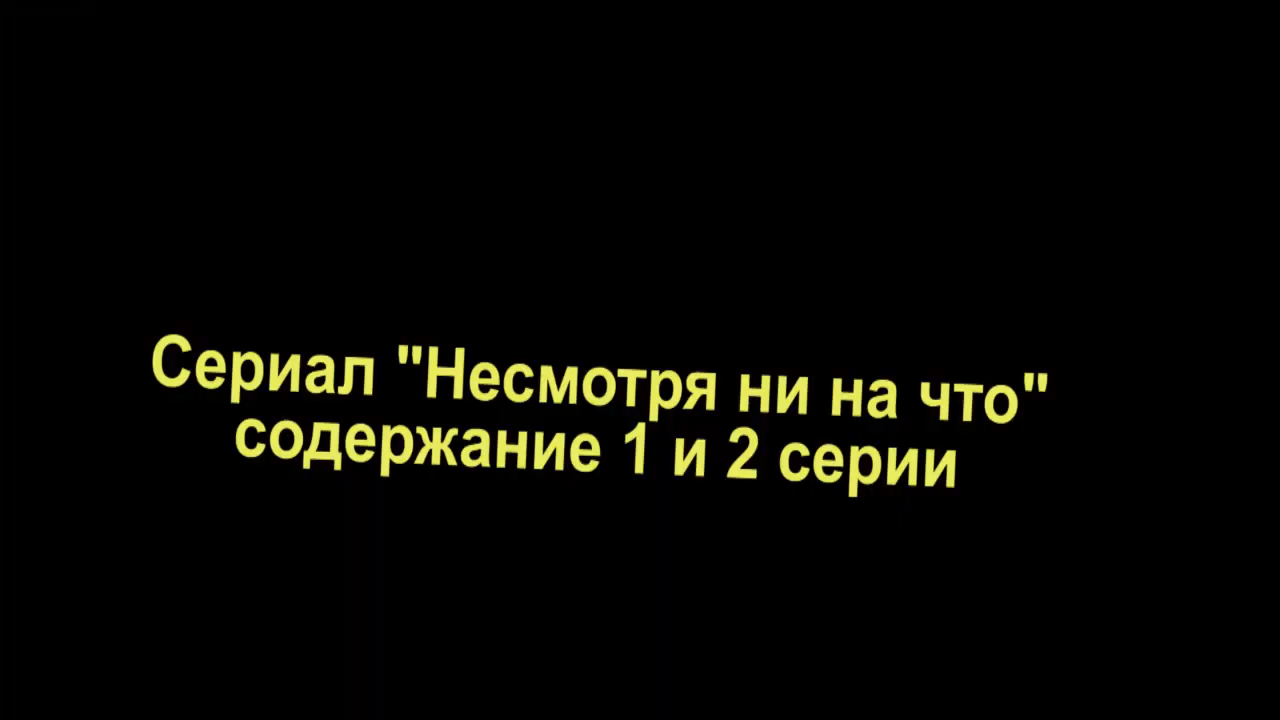 Сериал "Несмотря ни на что"
содержание 1 и 2 серии